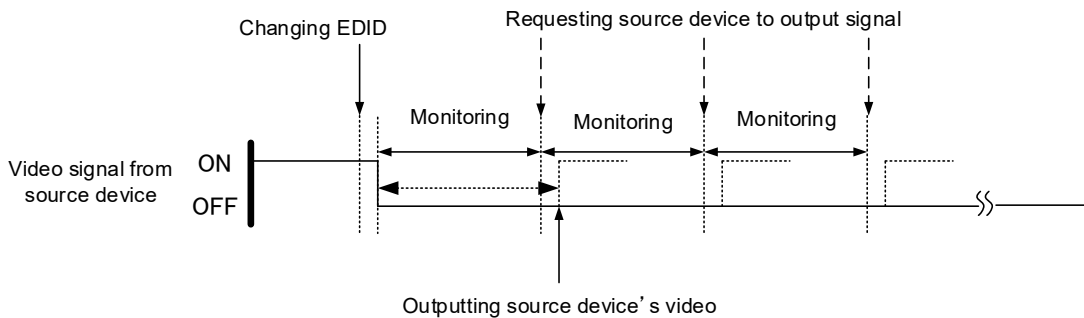 Requesting source device to output signal
Changing EDID
Monitoring
Monitoring
Monitoring
Video signal from
source device
ON
OFF
Outputting source device’s video